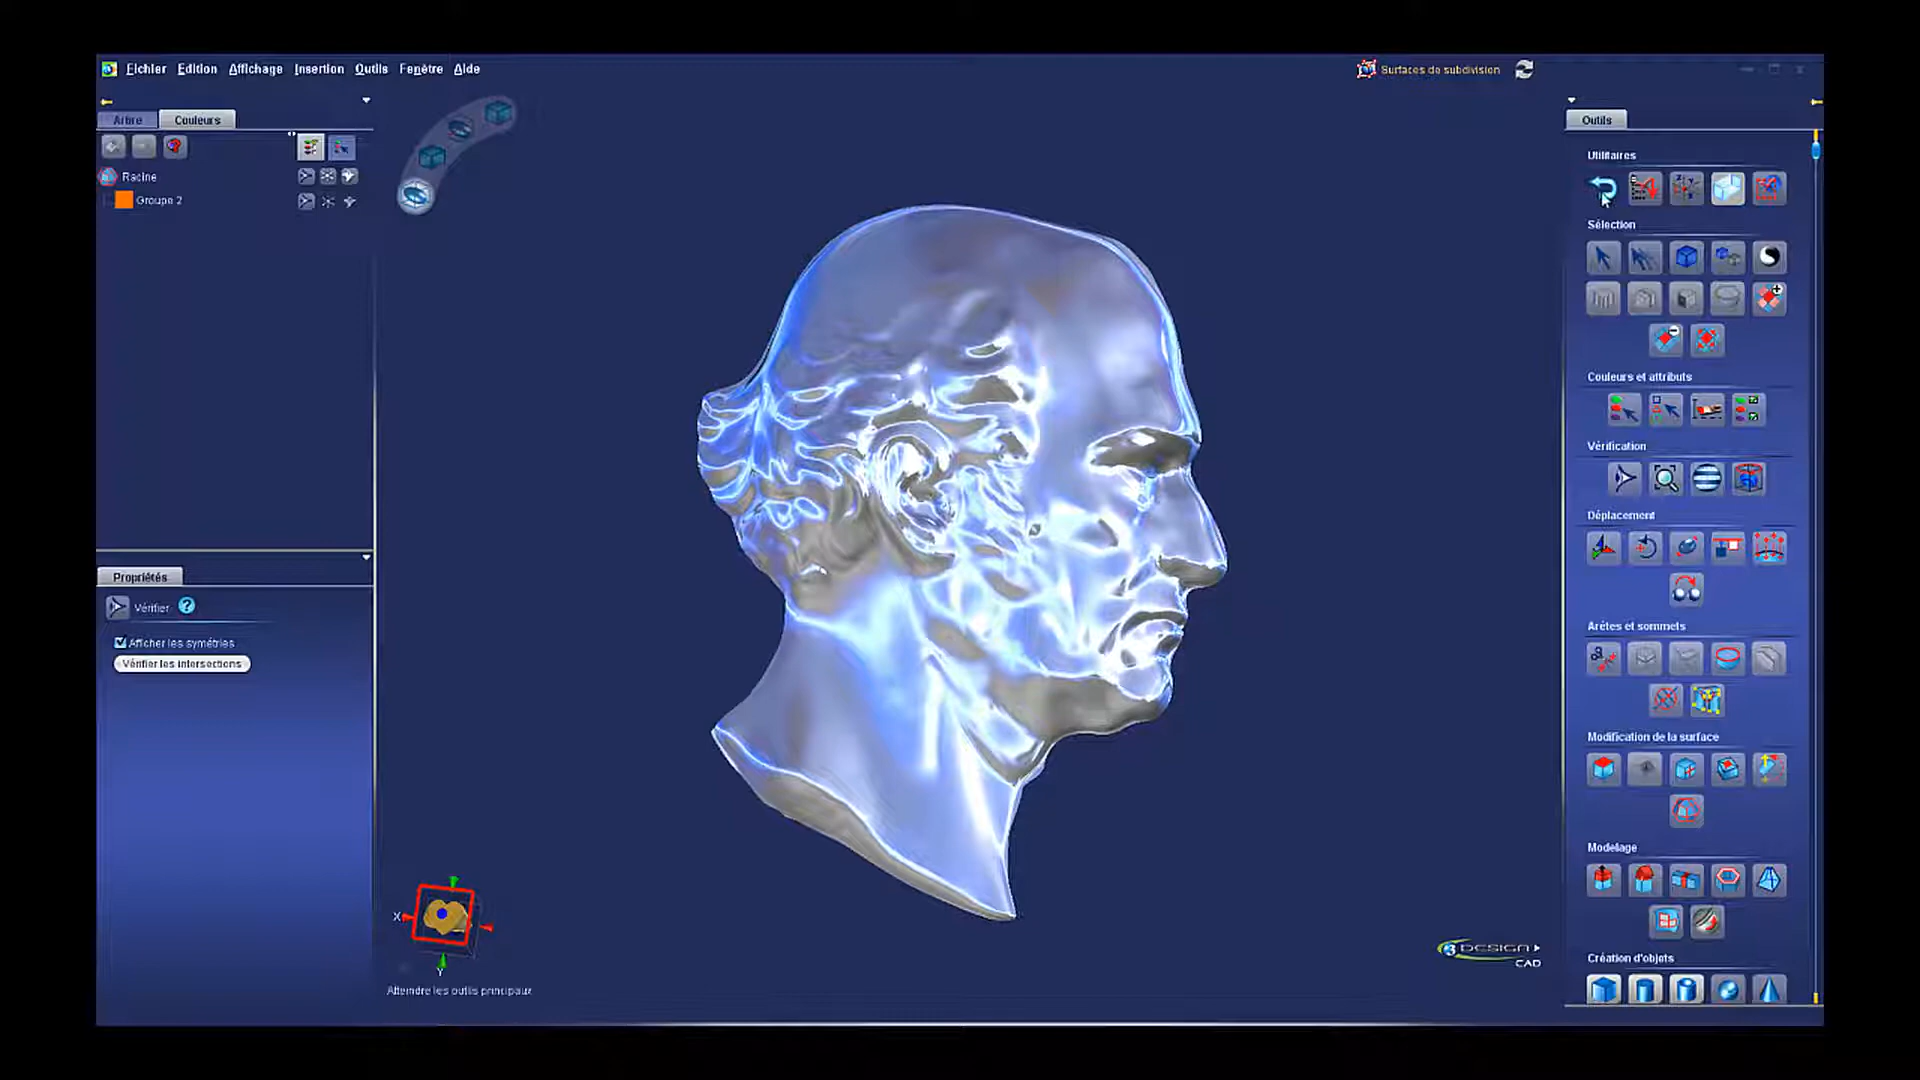 Fichier Edition Affichage Insertion Outils Fenêtre Aide
Surfaces de subdivision
Arbre Couleurs
Racine
Groupe 2
Propriétés
Vérifier ?
Afficher les symétries
Vérifier les intersections
X
Y
Atteindre les outils principaux
3DESIGN
CAD
Outils
Utilitaires
Sélection
Couleurs et attributs
Vérification
Déplacement
Arêtes et sommets
Modification de la surface
Modelage
Création d'objets